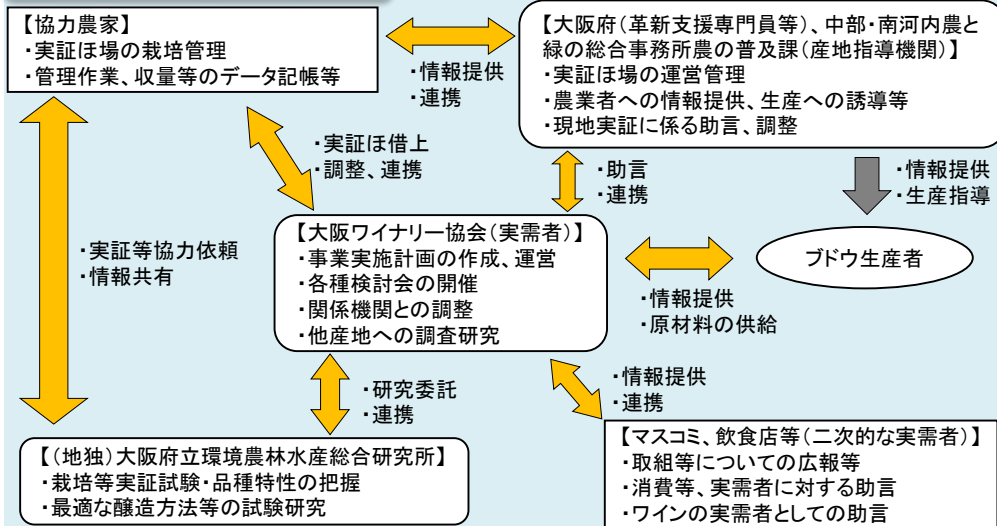 【協力農家】
・実証ほ場の栽培管理
・管理作業、収量等のデータ記帳等
・情報提供
・連携
【大阪府(革新支援専門員等)、中部・南河内農と
緑の総合事務所農の普及課(産地指導機関)】
・実証ほ場の運営管理
・農業者への情報提供、生産への誘導等
・現地実証に係る助言、調整
・実証ほ借上
・調整、連携
・助言
・連携
・情報提供
・生産指導
・実証等協力依頼
・情報共有
【大阪ワイナリー協会(実需者)】
・事業実施計画の作成、運営
・各種検討会の開催
・関係機関との調整
・他産地への調査研究
・情報提供
・原材料の供給
ブドウ生産者
・研究委託
・連携
・情報提供
・連携
【(地独)大阪府立環境農林水産総合研究所】
・栽培等実証試験・品種特性の把握
・最適な醸造方法等の試験研究
【マスコミ、飲食店等(二次的な実需者)】
・取組等についての広報等
・消費等、実需者に対する助言
・ワインの実需者としての助言